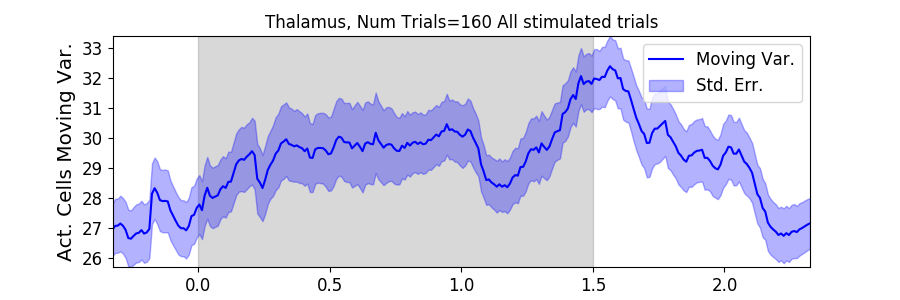 Thalamus, Num Trials=160 All stimulated trials
Act. Cells Moving Var.
33
32
31
30
29
28
27
26
Moving Var.
Std. Err.
0.0 0.5 1.0 1.5 2.0